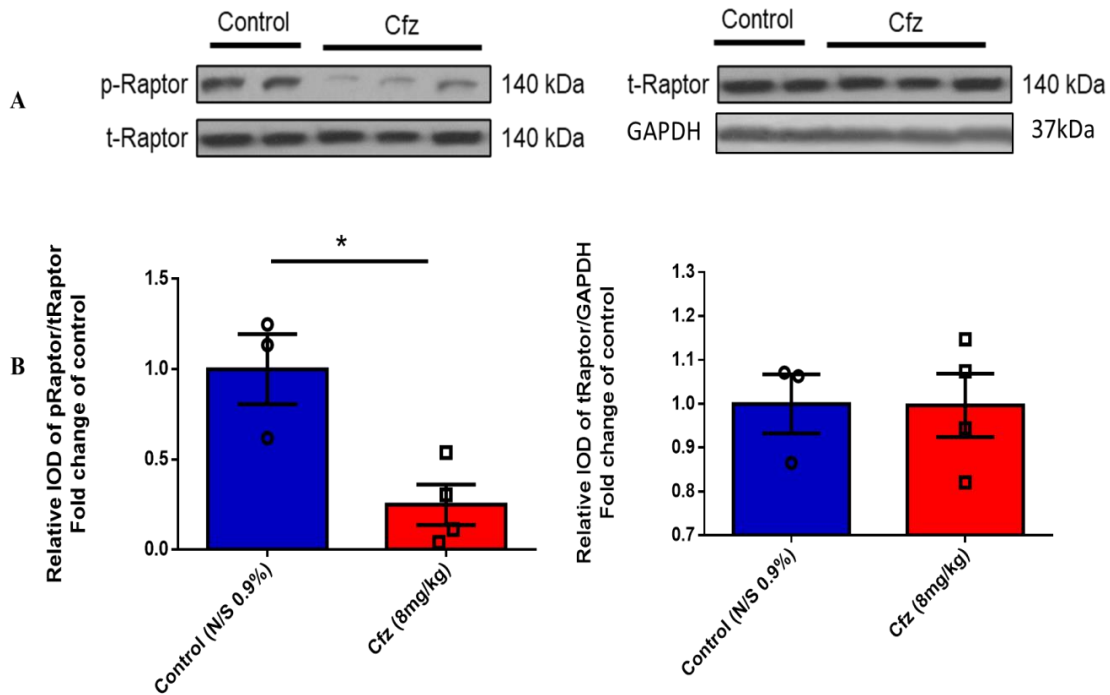 Control Cfz
A
p-Raptor 140 kDa
t-Raptor 140 kDa
Control Cfz
t-Raptor 140 kDa
GAPDH 37kDa
B
Relative IOD of pRaptor/tRaptor
Fold change of control
*
1.5
1.0
0.5
0.0
Control (N/S 0.9%)
Cfz (8mg/kg)
Relative IOD of tRaptor/GAPDH
Fold change of control
1.3
1.2
1.1
1.0
0.9
0.8
0.7
Control (N/S 0.9%)
Cfz (8mg/kg)